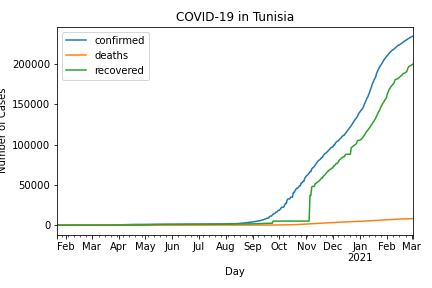 COVID-19 in Tunisia
confirmed
deaths
recovered
200000
150000
100000
50000
0
Number of Cases
Feb Mar Apr May Jun Jul Aug Sep Oct Nov Dec Jan Feb Mar
2021
Day